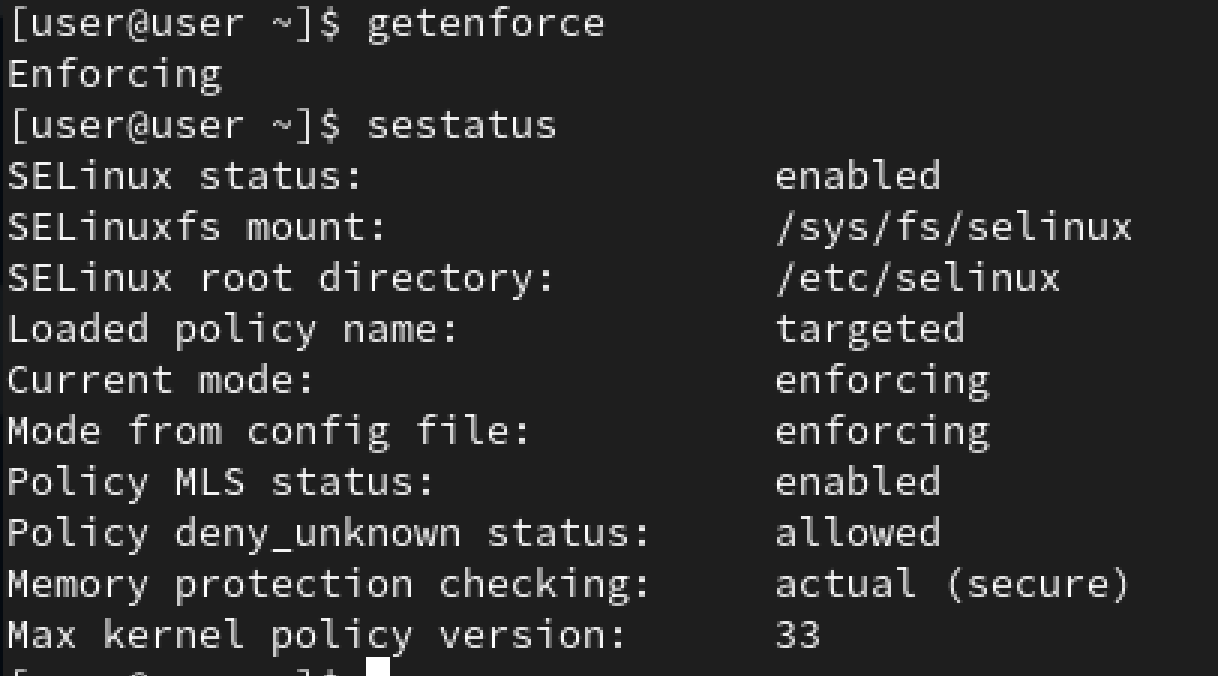 [user@user ~]$ getenforce
Enforcing
[user@user ~]$ sestatus
SELinux status:                 enabled
SELinuxfs mount:                /sys/fs/selinux
SELinux root directory:         /etc/selinux
Loaded policy name:             targeted
Current mode:                   enforcing
Mode from config file:          enforcing
Policy MLS status:              enabled
Policy deny_unknown status:     allowed
Memory protection checking:     actual (secure)
Max kernel policy version:      33